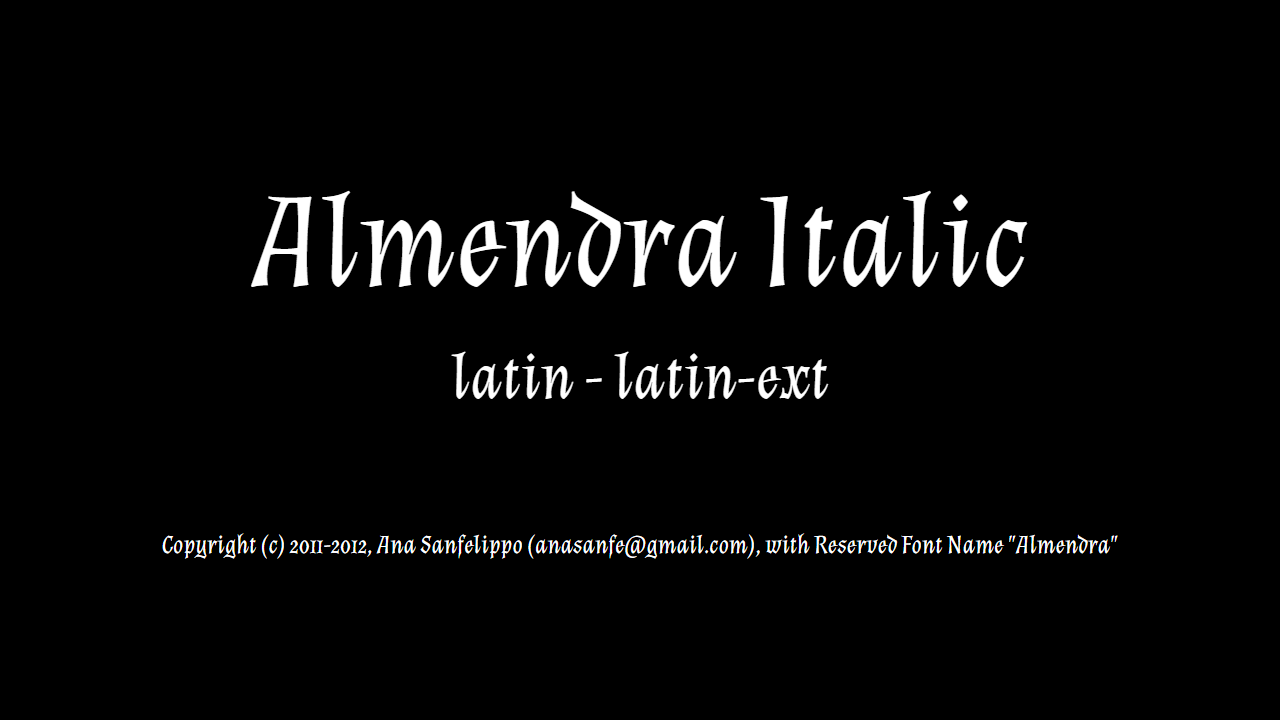 Almendra Italic
latin - latin-ext
Copyright (c) 2011-2012, Ana Sanfelippo (anasanfe@gmail.com), with Reserved Font Name "Almendra"